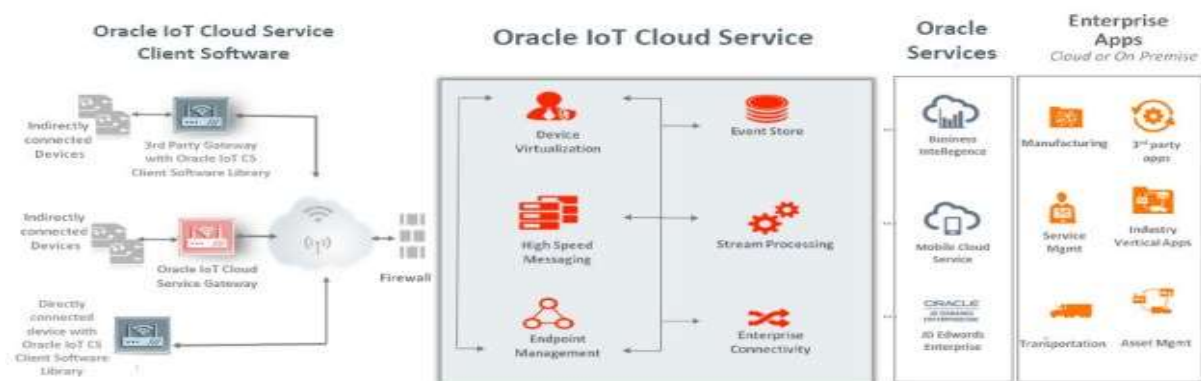 Oracle IoT Cloud Service
Client Software
Indirectly
connected
Devices
3rd Party Gateway
with Oracle IoT CS
Client Software Library
Indirectly
connected
Devices
Oracle IoT Cloud
Service Gateway
Directly
connected
device with
Oracle IoT CS
Client Software
Library
Firewall
Oracle IoT Cloud Service
Device
Virtualization
Event Store
High Speed
Messaging
Stream Processing
Endpoint
Management
Enterprise
Connectivity
Oracle
Services
Business
Intellegence
Mobile Cloud
Service
ORACLE
JD Edwards
Enterprise
Enterprise
Apps
Cloud or On Premise
Manufacturing
3rd party
apps
Service
Mgmt
Industry
Vertical Apps
Transportation
Asset Mgmt